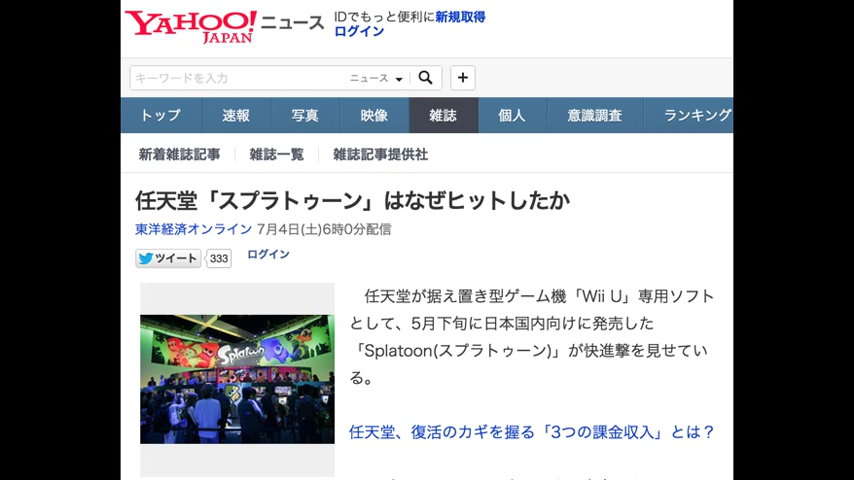 YAHOO! JAPAN ニュース
IDでもっと便利に新規取得
ログイン
キーワードを入力 ニュース
トップ 速報 写真 映像 雑誌 個人 意識調査 ランキング
新着雑誌記事 雑誌一覧 雑誌記事提供社
任天堂「スプラトゥーン」はなぜヒットしたか
東洋経済オンライン 7月4日(土)6時0分配信
ツイート 333 ログイン
Splatoon
任天堂が据え置き型ゲーム機「Wii U」専用ソフト
として、5月下旬に日本国内向けに発売した
「Splatoon(スプラトゥーン)」が快進撃を見せてい
る。
任天堂、復活のカギを握る「3つの課金収入」とは？